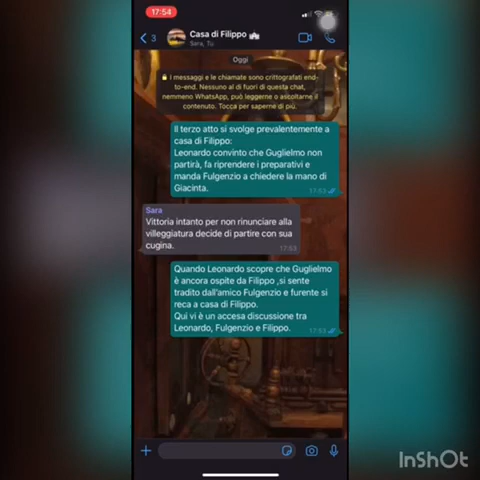 17:54
3
Casa di Filippo
Sara, Tu
Oggi
I messaggi e le chiamate sono crittografati end-
to-end. Nessuno al di fuori di questa chat,
nemmeno WhatsApp, può leggerne o ascoltarne il
contenuto. Tocca per saperne di più.
Il terzo atto si svolge prevalentemente a
casa di Filippo:
Leonardo convinto che Guglielmo non
partirà, fa riprendere i preparativi e
manda Fulgenzio a chiedere la mano di
Giacinta.
17:53
Sara
Vittoria intanto per non rinunciare alla
villeggiatura decide di partire con sua
cugina.
17:53
Quando Leonardo scopre che Guglielmo
è ancora ospite da Filippo ,si sente
tradito dall'amico Fulgenzio e furente si
reca a casa di Filippo.
Qui vi è un accesa discussione tra
Leonardo, Fulgenzio e Filippo.
17:53
InShOt